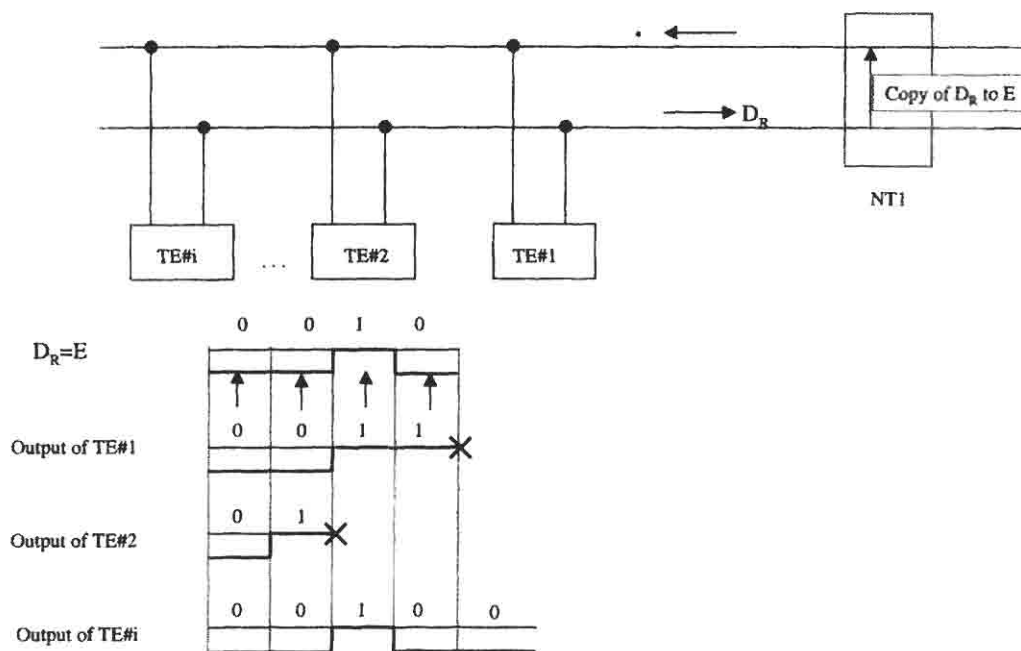 D_R
Copy of D_R to E
NT1
TE#i
...
TE#2
TE#1
0 0 1 0
D_R=E
0 0 1 1
Output of TE#1
0 1
Output of TE#2
0 0 1 0 0
Output of TE#i